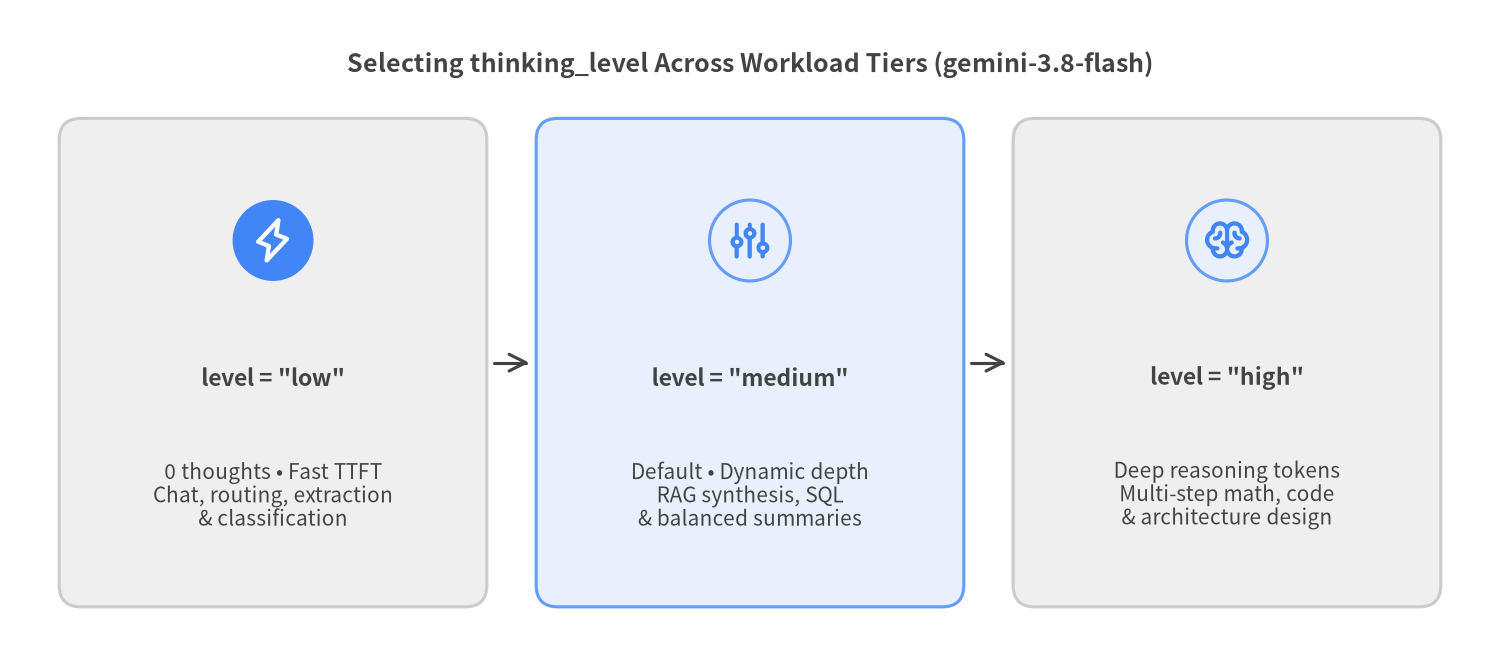 Selecting thinking_level Across Workload Tiers (gemini-3.8-flash)
level = "low"
0 thoughts • Fast TTFT
Chat, routing, extraction
& classification
level = "medium"
Default • Dynamic depth
RAG synthesis, SQL
& balanced summaries
level = "high"
Deep reasoning tokens
Multi-step math, code
& architecture design